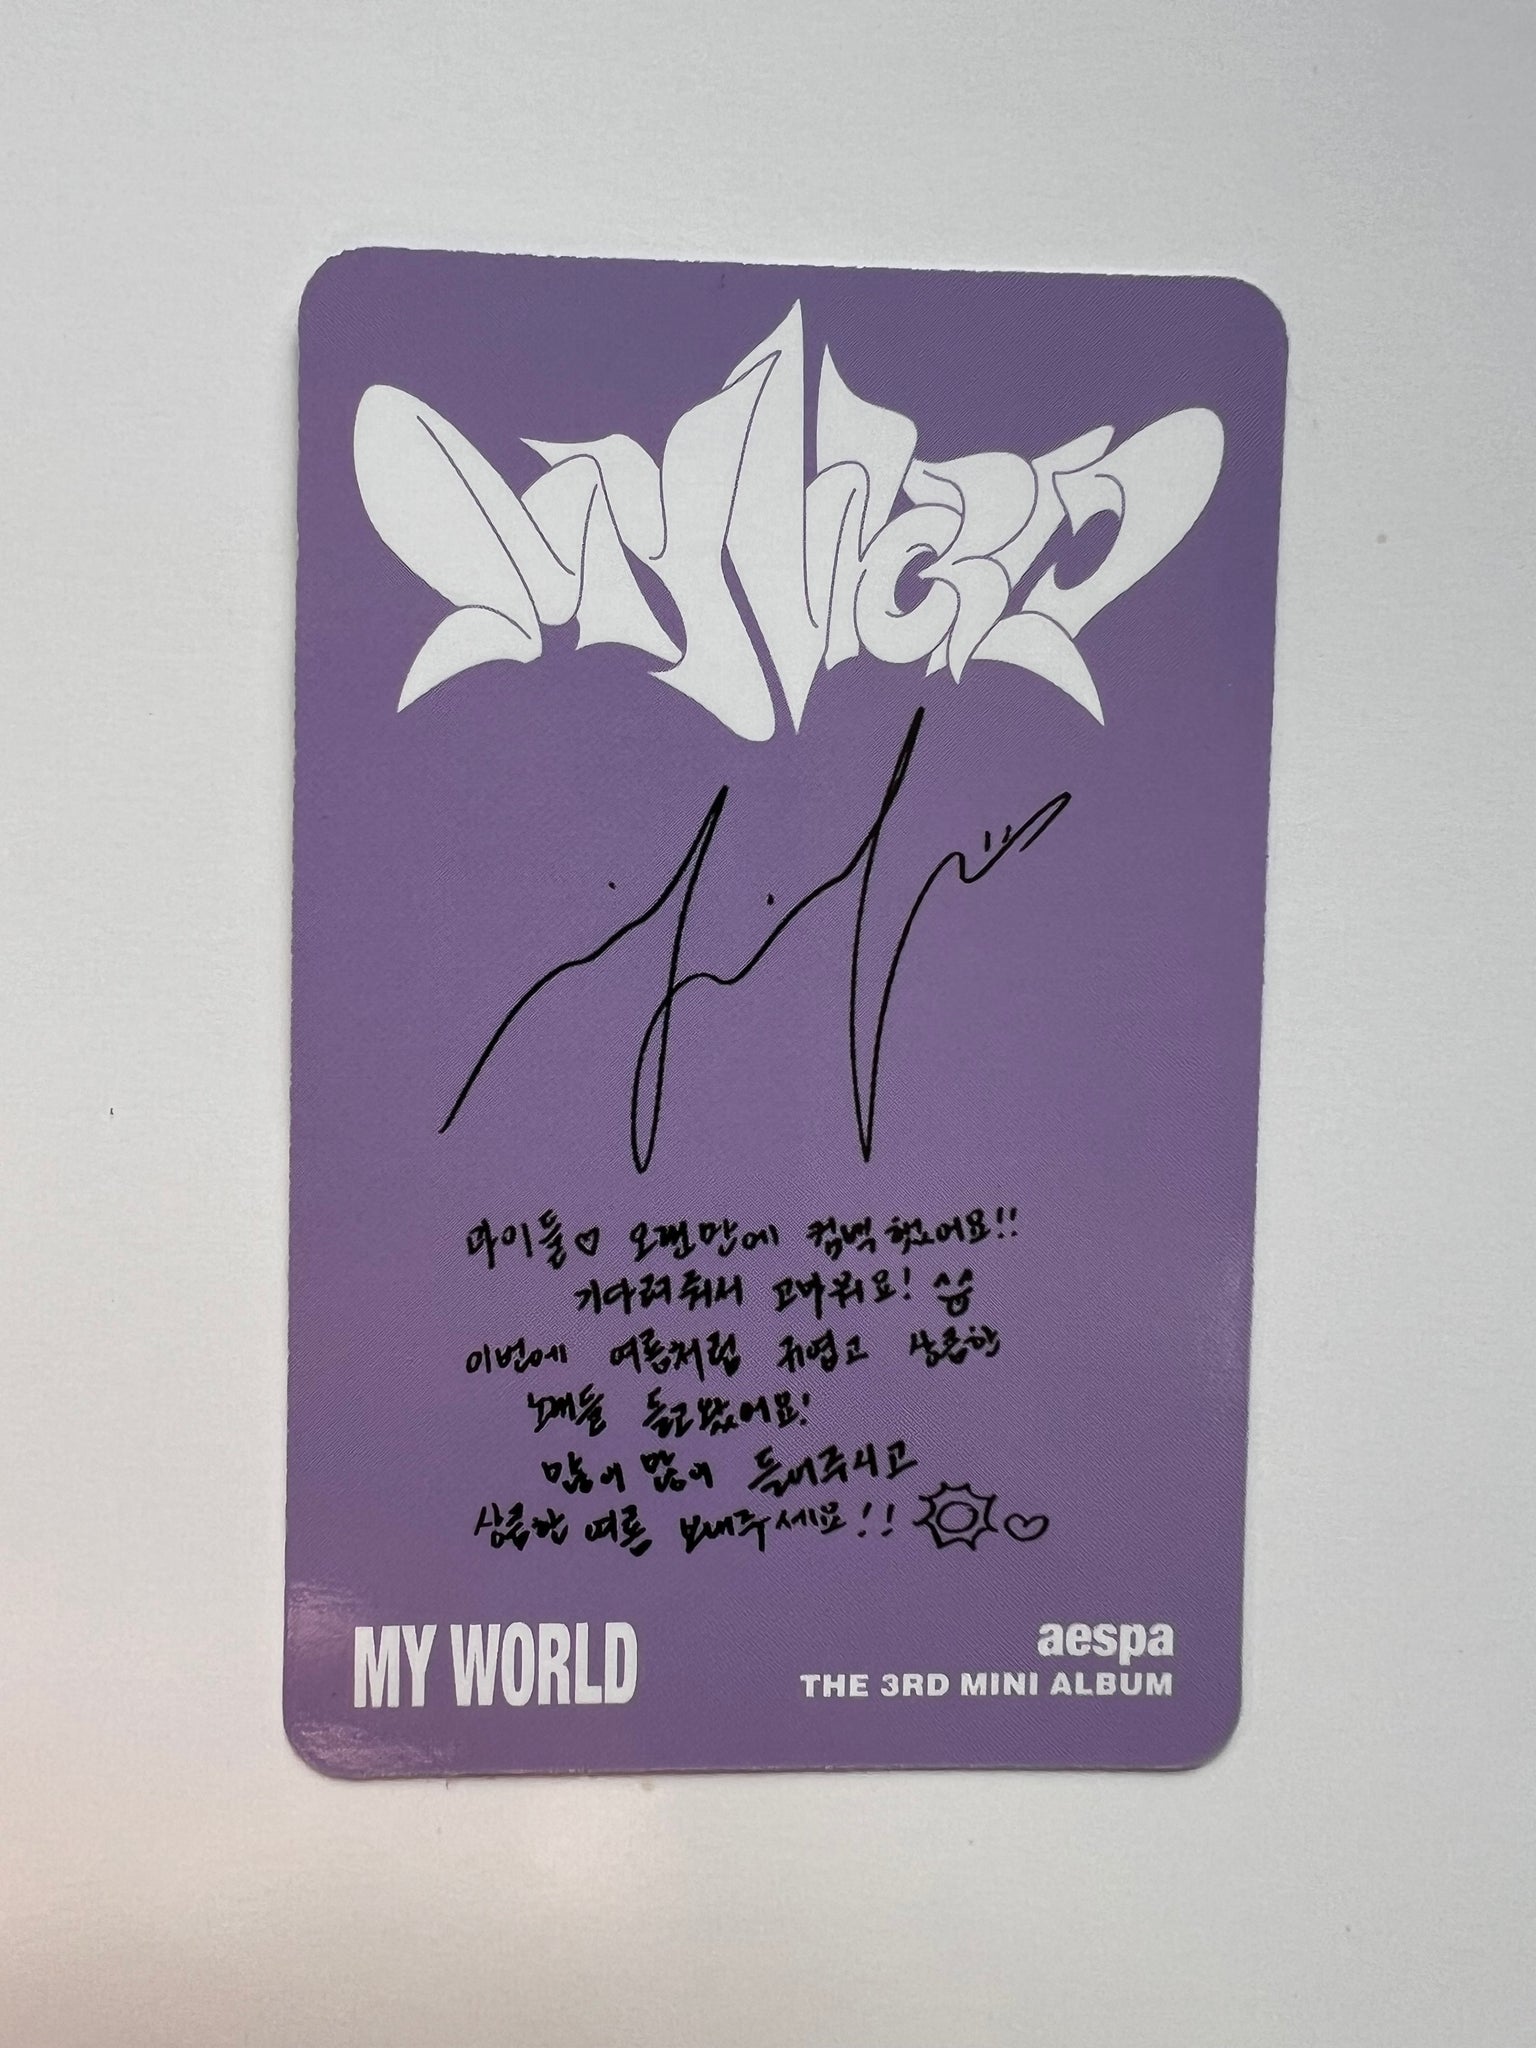 MY WORLD
마이들♡ 오랜만에 컴백했어요!!
기다려줘서 고마워요!
이번에 여름처럼 귀엽고 상큼한
노래들 들고왔어요!
많이 많이 들어주시고
상큼한 여름 보내주세요!!
MY WORLD
aespa
THE 3RD MINI ALBUM